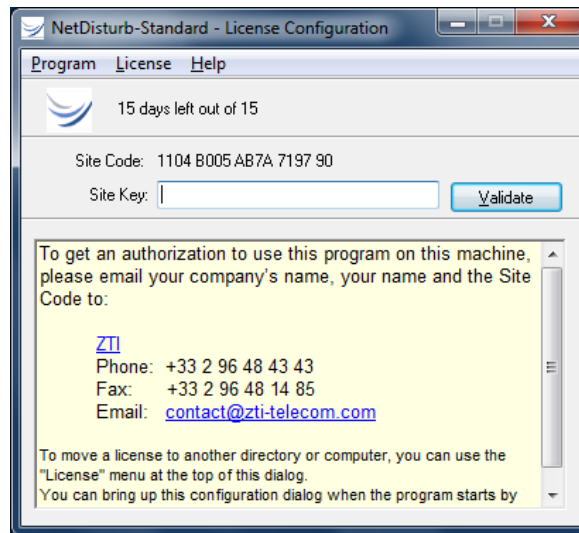 NetDisturb-Standard - License Configuration
Program License Help
15 days left out of 15
Site Code: 1104 B005 AB7A 7197 90
Site Key:
Validate
To get an authorization to use this program on this machine,
please email your company's name, your name and the Site
Code to:
ZTI
Phone: +33 2 96 48 43 43
Fax: +33 2 96 48 14 85
Email: contact@zti-telecom.com
To move a license to another directory or computer, you can use the
"License" menu at the top of this dialog.
You can bring up this configuration dialog when the program starts by